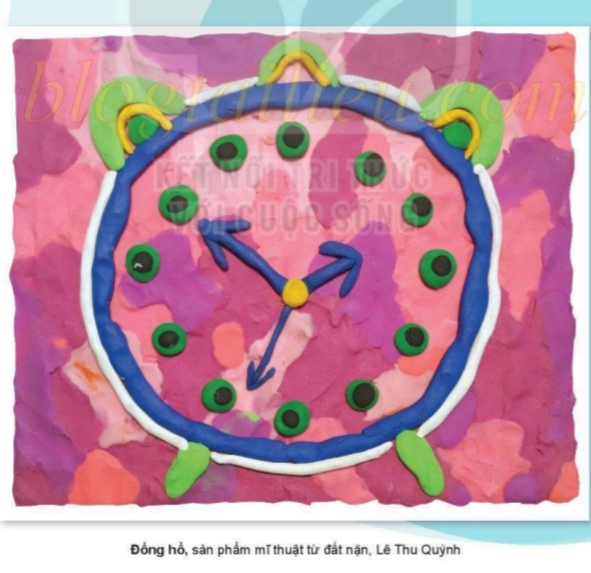 blogtailieu.com
KẾT NỐI TRI THỨC
VỚI CUỘC SỐNG
Đồng hồ, sản phẩm mĩ thuật từ đất nặn, Lê Thu Quỳnh